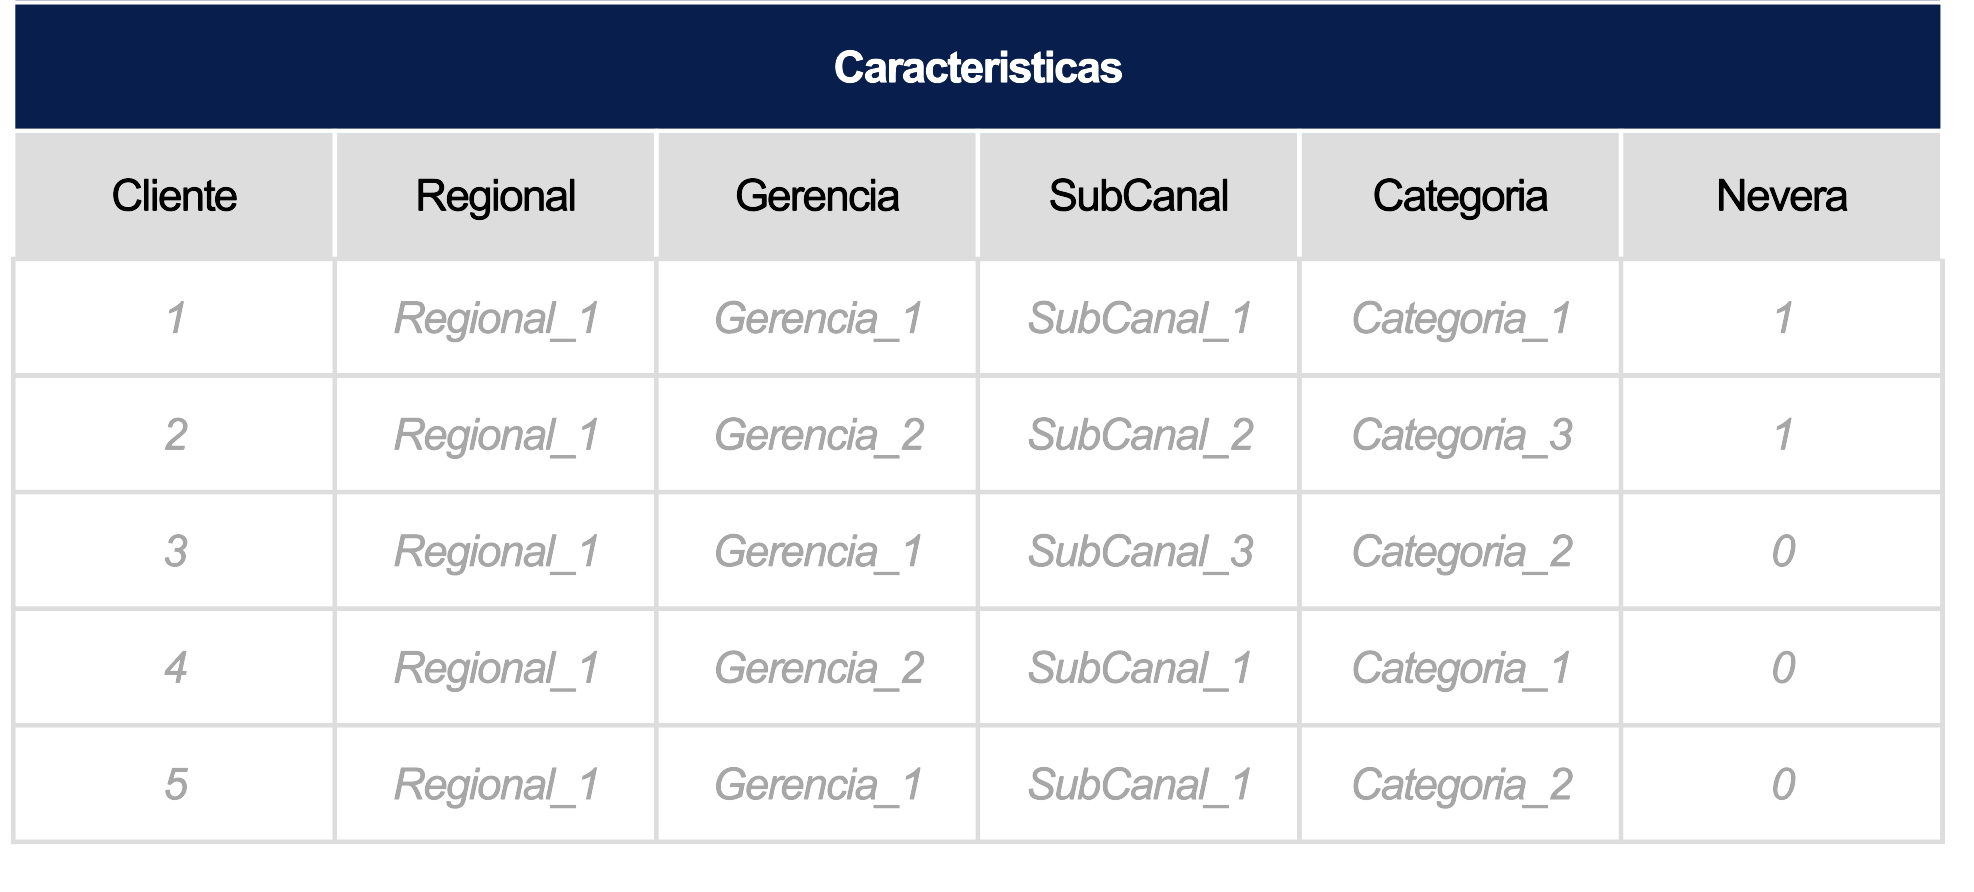 Caracteristicas
Cliente Regional Gerencia SubCanal Categoria Nevera
1 Regional_1 Gerencia_1 SubCanal_1 Categoria_1 1
2 Regional_1 Gerencia_2 SubCanal_2 Categoria_3 1
3 Regional_1 Gerencia_1 SubCanal_3 Categoria_2 0
4 Regional_1 Gerencia_2 SubCanal_1 Categoria_1 0
5 Regional_1 Gerencia_1 SubCanal_1 Categoria_2 0